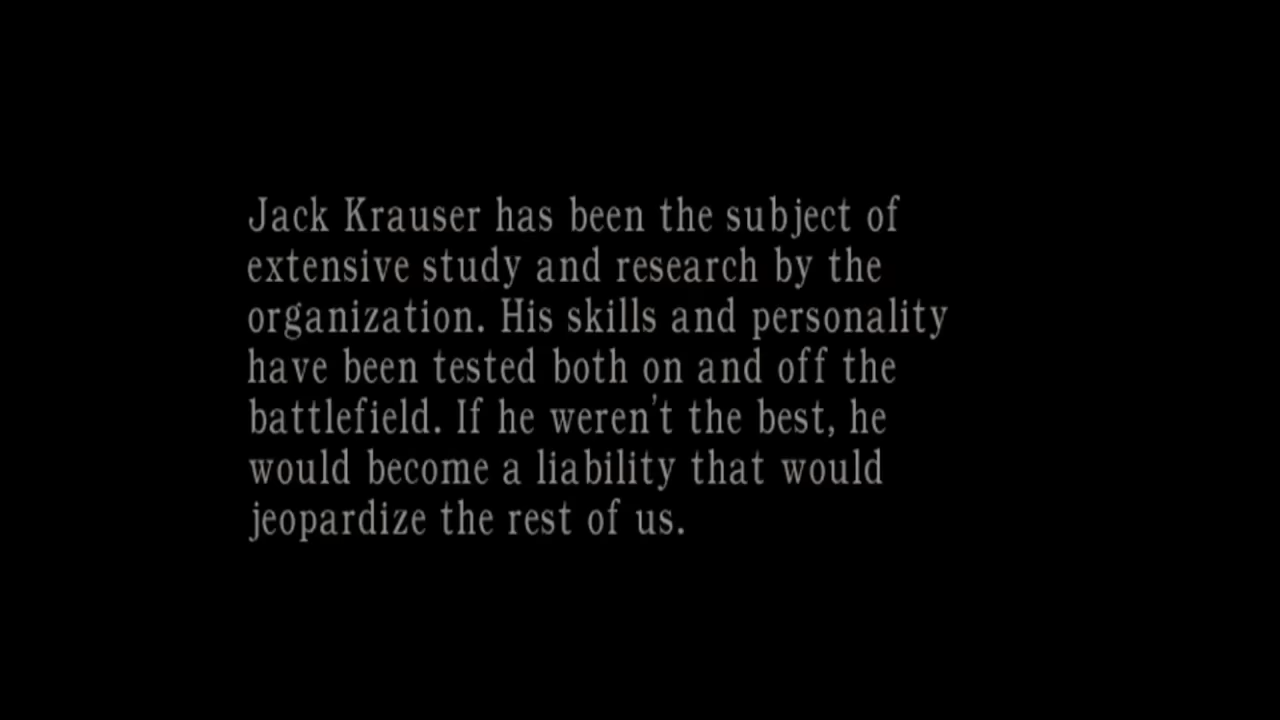 Jack Krauser has been the subject of
extensive study and research by the
organization. His skills and personality
have been tested both on and off the
battlefield. If he weren't the best, he
would become a liability that would
jeopardize the rest of us.